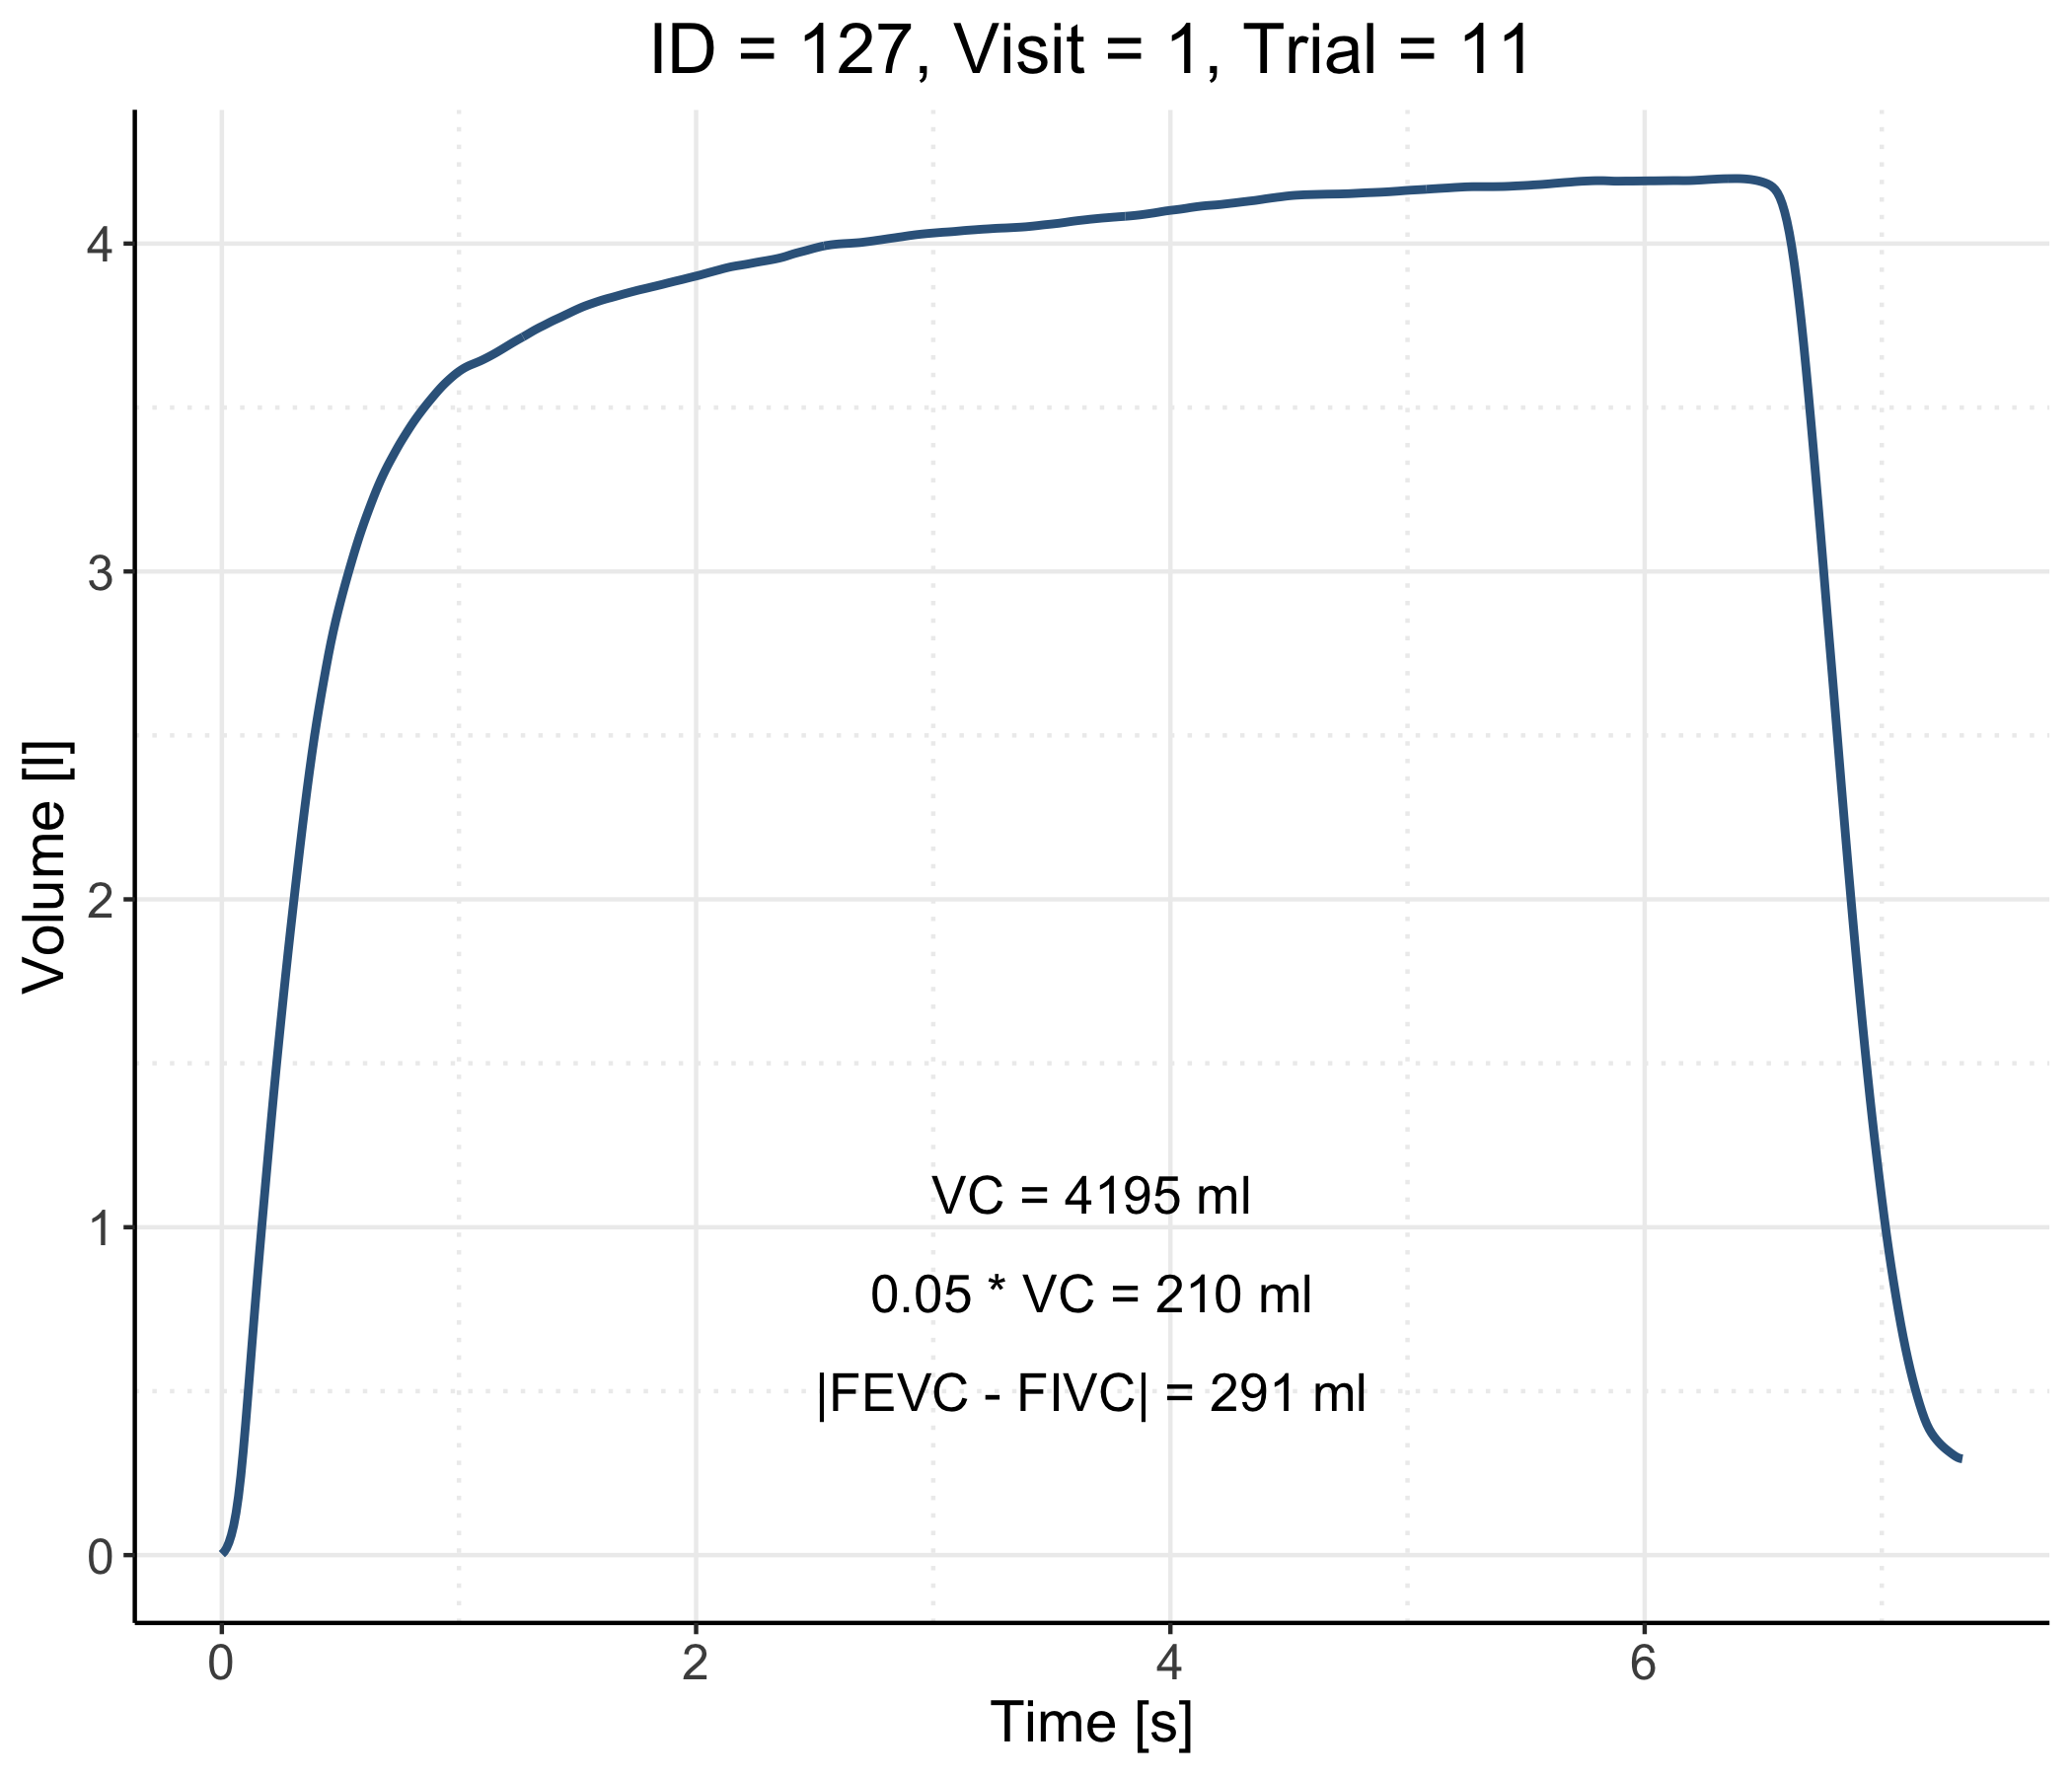 ID = 127, Visit = 1, Trial = 11
Volume [l]
4
3
2
1
0
VC = 4195 ml
0.05 * VC = 210 ml
|FEVC - FIVC| = 291 ml
0 2 4 6
Time [s]